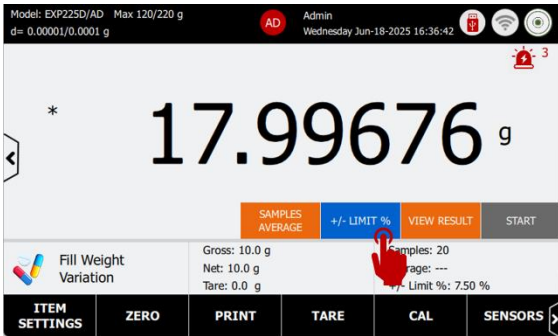 Model: EXP225D/AD Max 120/220 g
d= 0.00001/0.0001 g
AD
Admin
Wednesday Jun-18-2025 16:36:42
3
* 17.99676 g
SAMPLES
AVERAGE
+/- LIMIT %
VIEW RESULT
START
Fill Weight
Variation
Gross: 10.0 g
Net: 10.0 g
Tare: 0.0 g
Samples: 20
rage: ---
+/- Limit %: 7.50 %
ITEM
SETTINGS
ZERO
PRINT
TARE
CAL
SENSORS